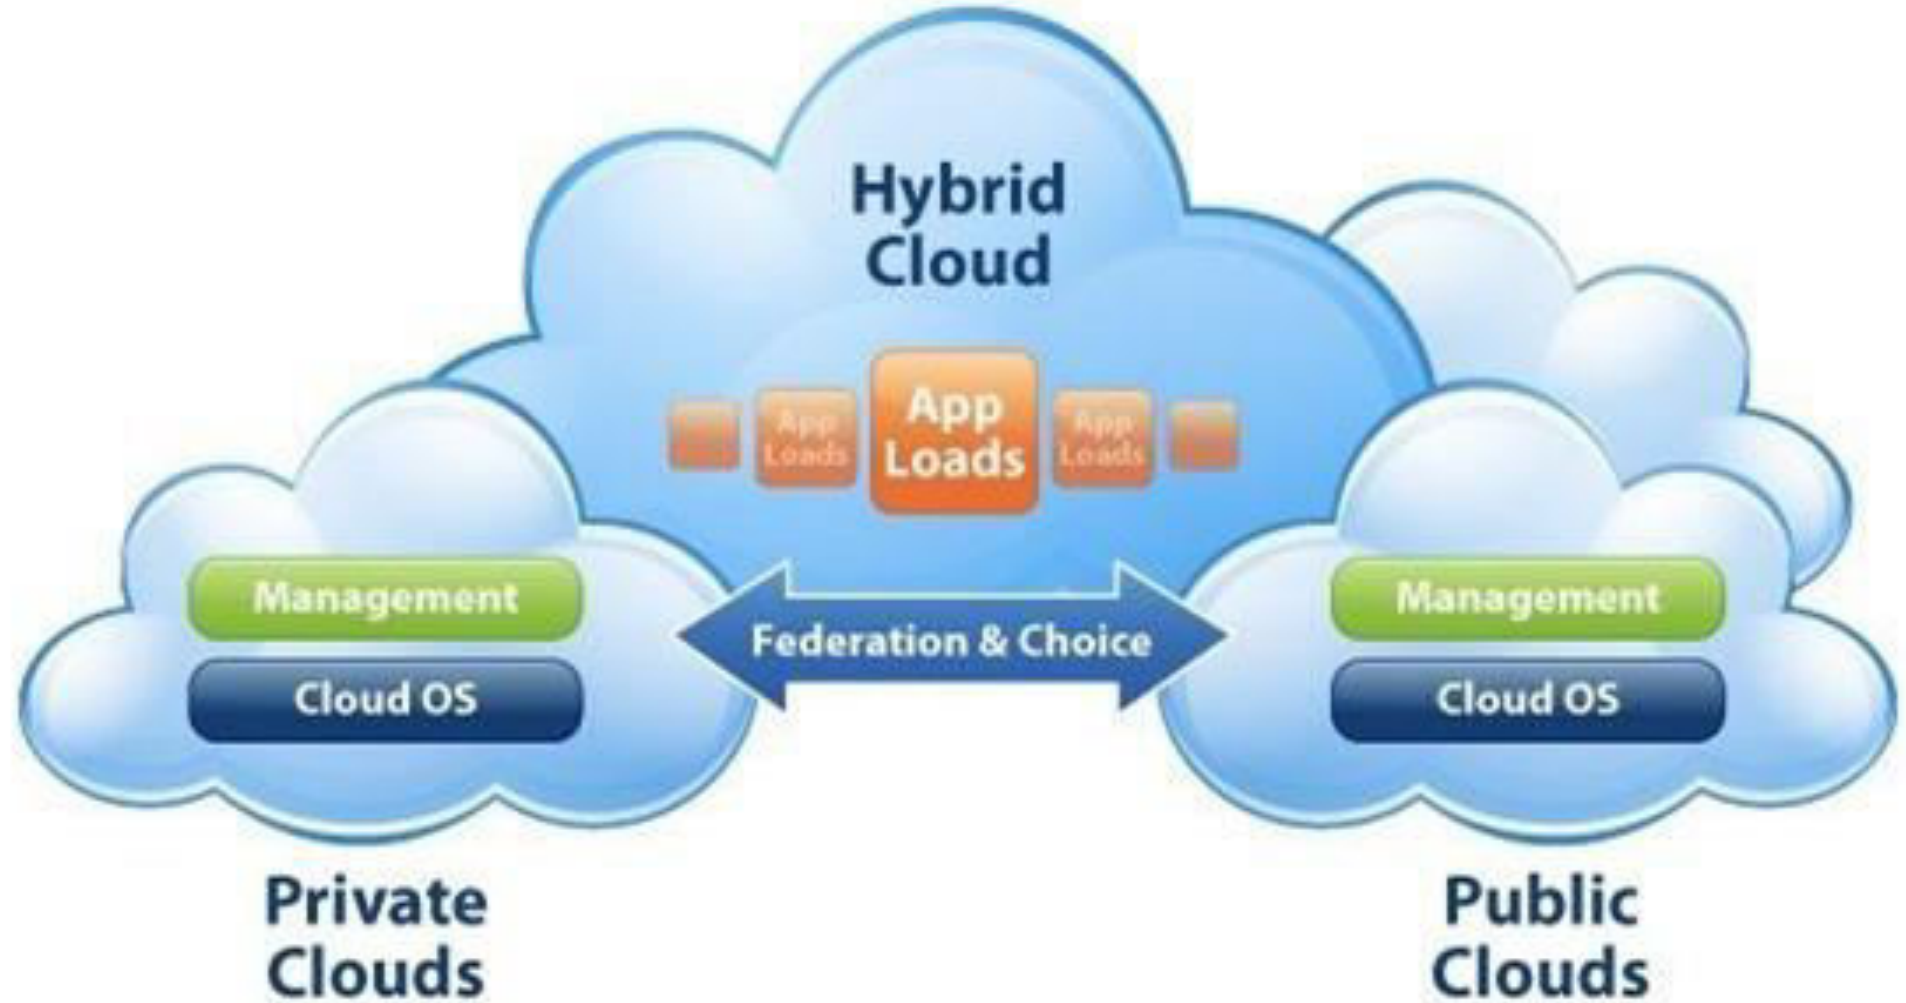 Hybrid
Cloud
App
Loads
App
Loads
App
Loads
Management
Cloud OS
Federation & Choice
Management
Cloud OS
Private
Clouds
Public
Clouds